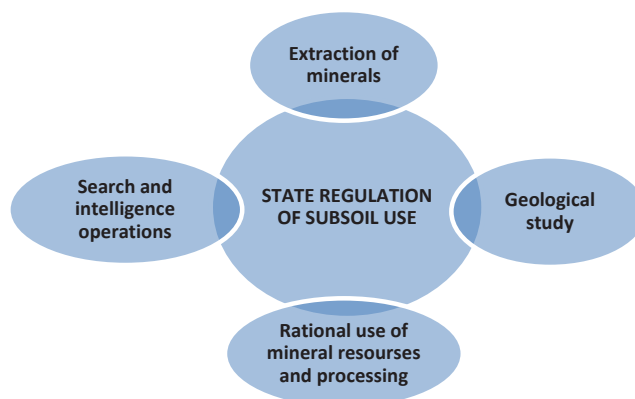 Extraction of
minerals
Search and
intelligence
operations
STATE REGULATION
OF SUBSOIL USE
Geological
study
Rational use of
mineral resourses
and processing